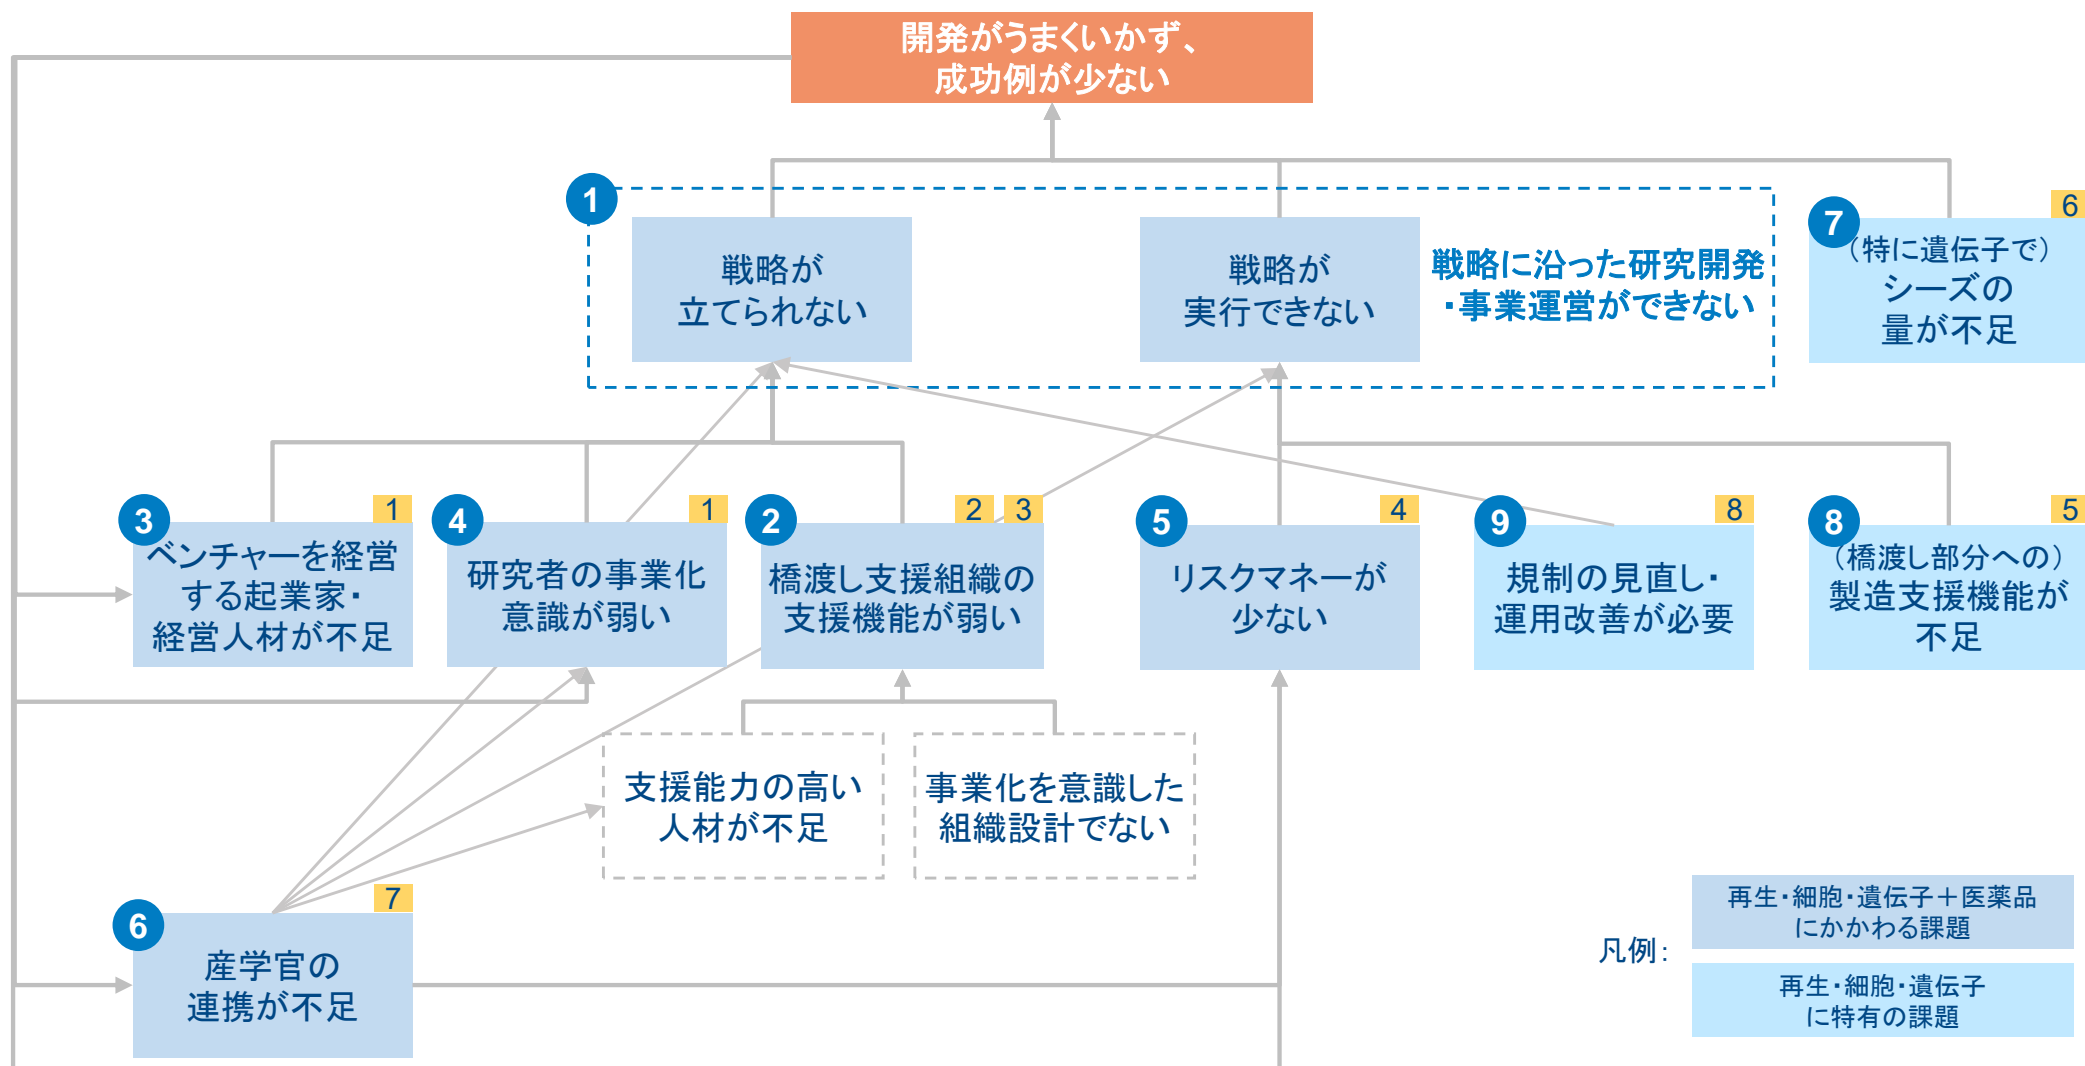 開発がうまくいかず、
成功例が少ない
1
戦略が
立てられない
戦略が
実行できない
戦略に沿った研究開発
・事業運営ができない
6
7
（特に遺伝子で）
シーズの
量が不足
1
3
ベンチャーを経営
する起業家・
経営人材が不足
1
4
研究者の事業化
意識が弱い
2 3
2
橋渡し支援組織の
支援機能が弱い
4
5
リスクマネーが
少ない
8
9
規制の見直し・
運用改善が必要
5
8
（橋渡し部分への）
製造支援機能が
不足
支援能力の高い
人材が不足
事業化を意識した
組織設計でない
7
6
産学官の
連携が不足
凡例：
再生・細胞・遺伝子＋医薬品
にかかわる課題
再生・細胞・遺伝子
に特有の課題